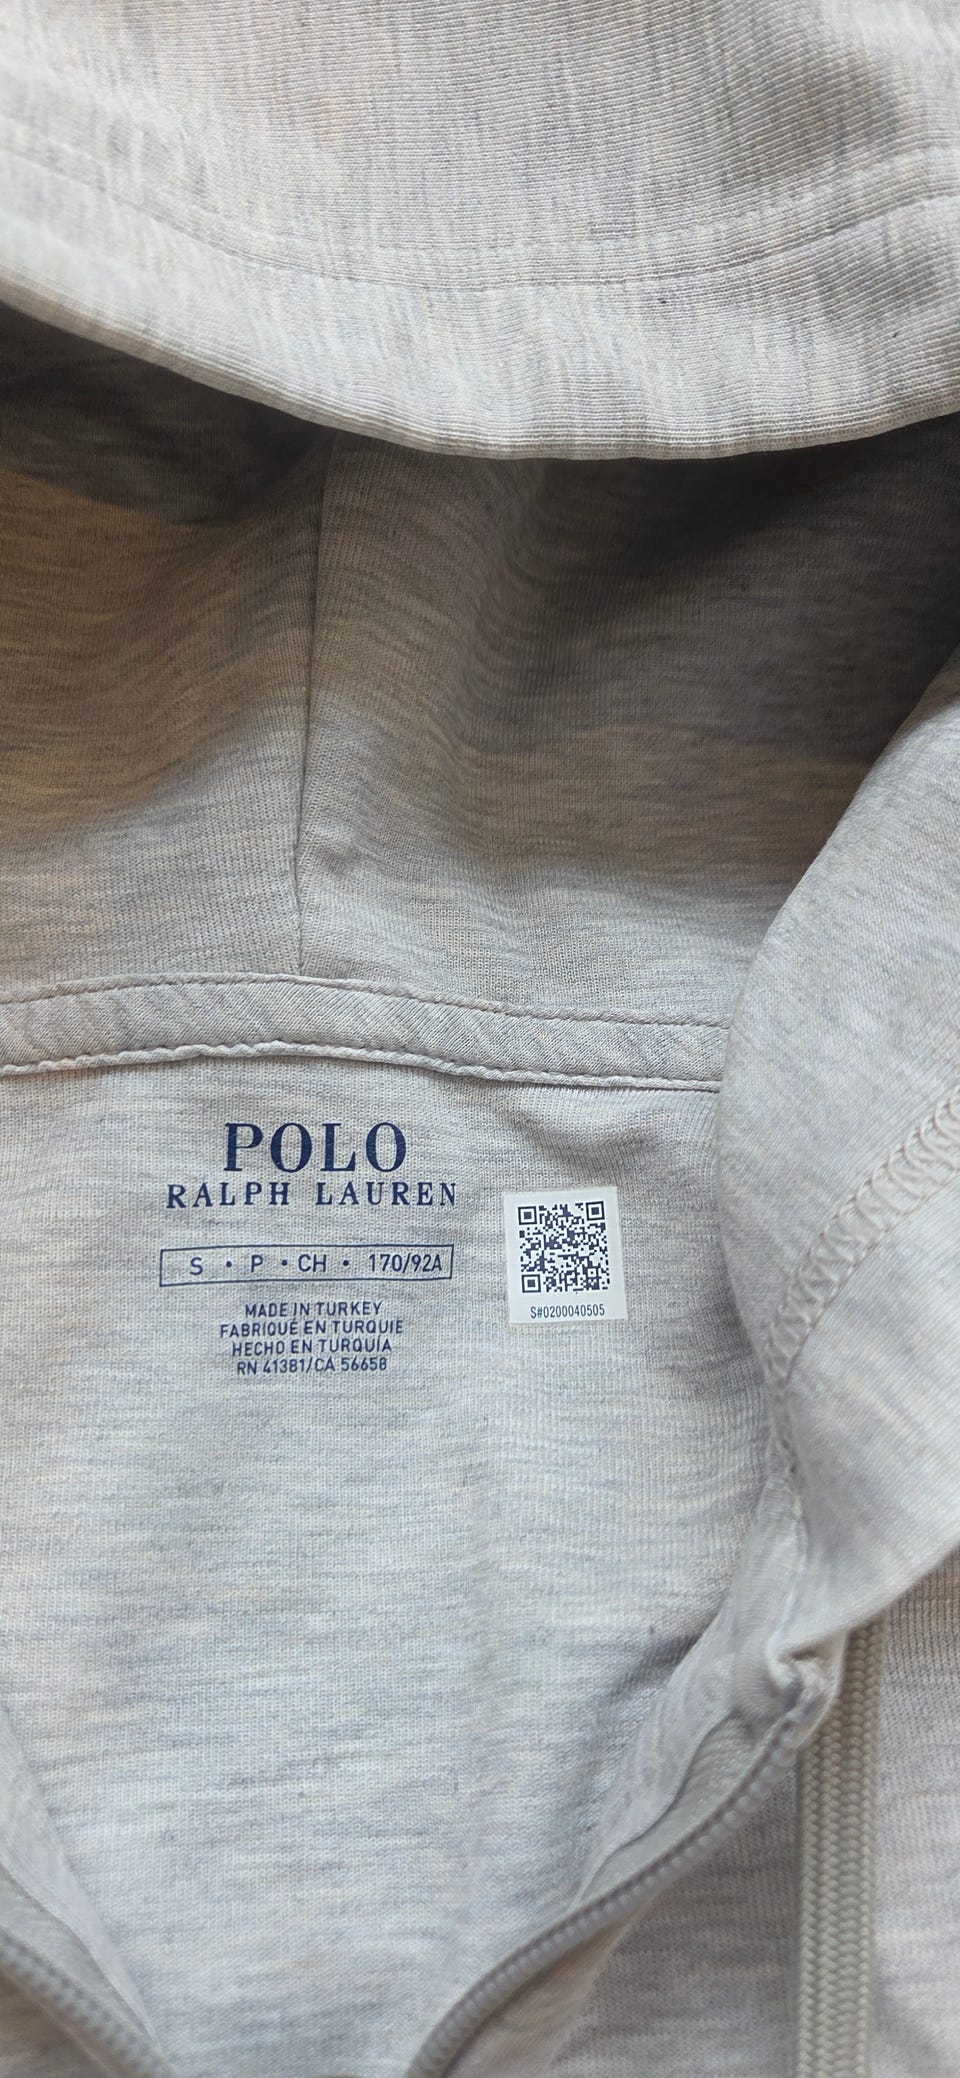 POLO
RALPH LAUREN
S • P • CH • 170/92A
MADE IN TURKEY
FABRIQUÉ EN TURQUIE
HECHO EN TURQUÍA
RN 41381/CA 56658
S#0200040505